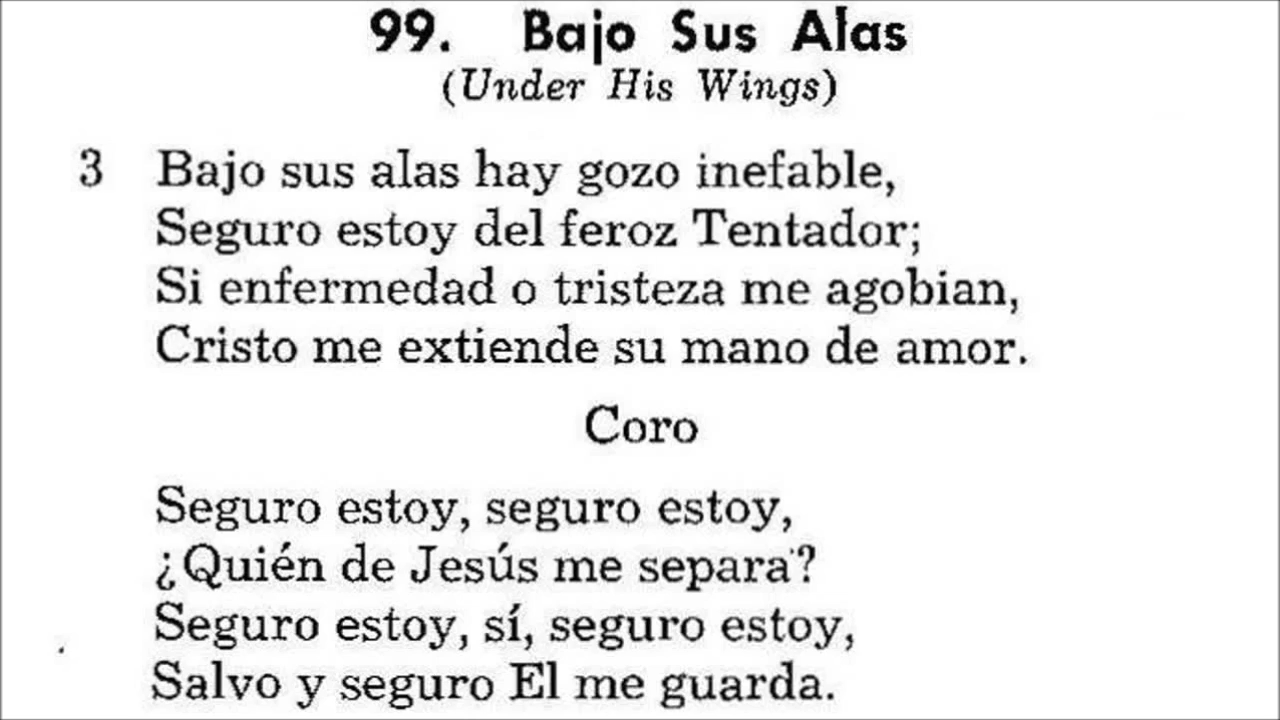 99. Bajo Sus Alas
(Under His Wings)
3 Bajo sus alas hay gozo inefable,
Seguro estoy del feroz Tentador;
Si enfermedad o tristeza me agobian,
Cristo me extiende su mano de amor.
Coro
Seguro estoy, seguro estoy,
¿Quién de Jesús me separa?
Seguro estoy, sí, seguro estoy,
Salvo y seguro El me guarda.